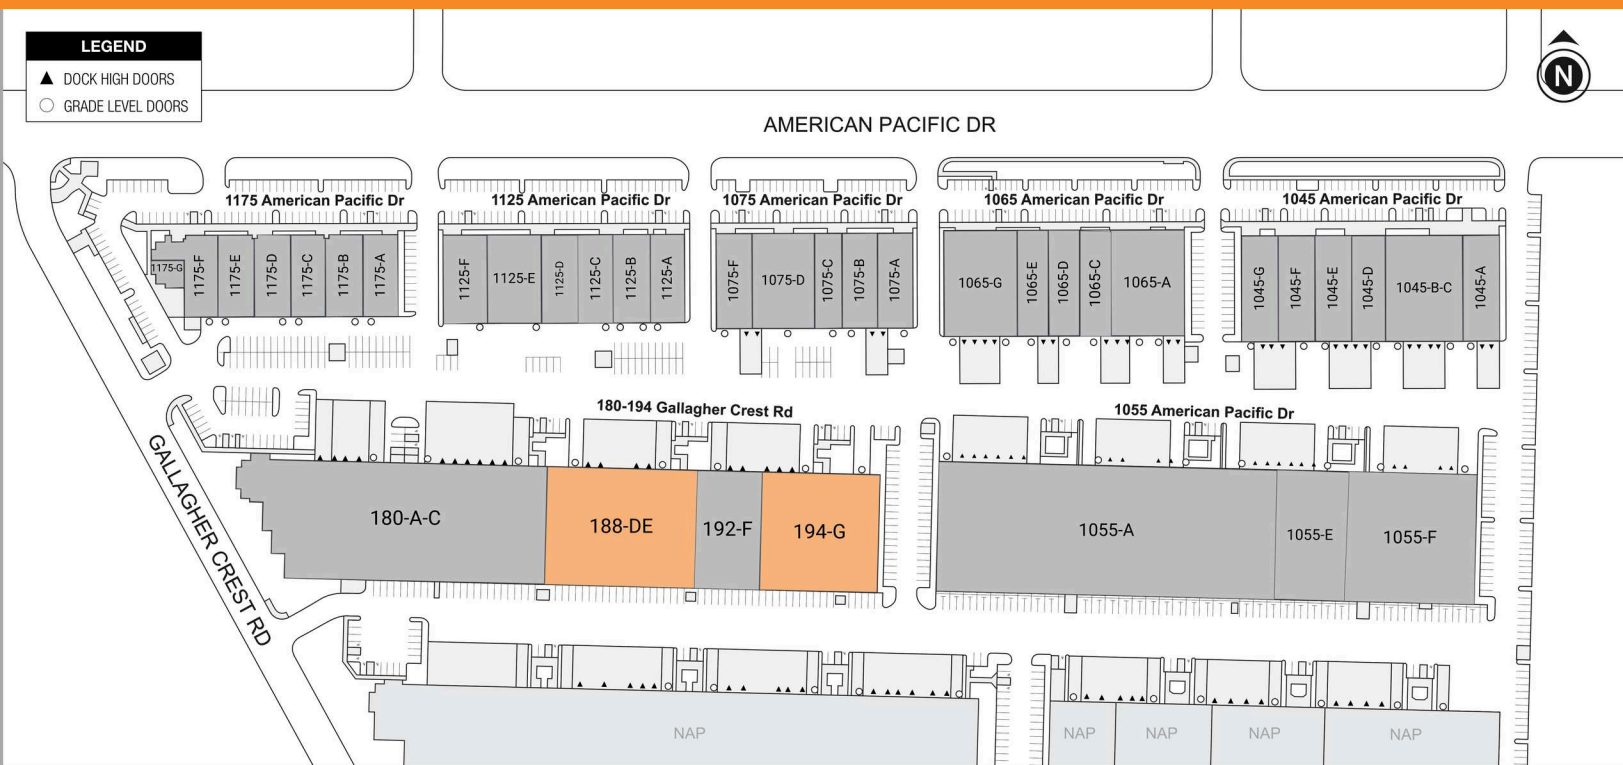 LEGEND
DOCK HIGH DOORS
GRADE LEVEL DOORS
N
AMERICAN PACIFIC DR
1175 American Pacific Dr
1125 American Pacific Dr
1075 American Pacific Dr
1065 American Pacific Dr
1045 American Pacific Dr
1175-G
1175-F
1175-E
1175-D
1175-C
1175-B
1175-A
1125-F
1125-E
1125-D
1125-C
1125-B
1125-A
1075-F
1075-D
1075-C
1075-B
1075-A
1065-G
1065-E
1065-D
1065-C
1065-A
1045-G
1045-F
1045-E
1045-D
1045-B-C
1045-A
180-194 Gallagher Crest Rd
1055 American Pacific Dr
GALLAGHER CREST RD
180-A-C
188-DE
192-F
194-G
1055-A
1055-E
1055-F
NAP
NAP
NAP
NAP
NAP